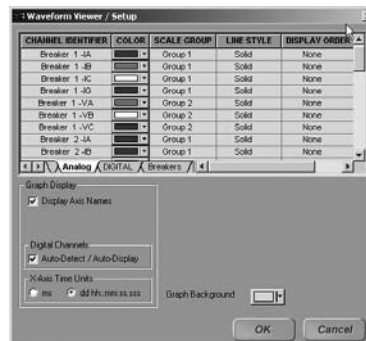 Waveform Viewer / Setup
CHANNEL IDENTIFIER COLOR SCALE GROUP LINE STYLE DISPLAY ORDER
Breaker 1 -IA Group 1 Solid None
Breaker 1 -IB Group 1 Solid None
Breaker 1 -IC Group 1 Solid None
Breaker 1 -IG Group 1 Solid None
Breaker 1 -VA Group 2 Solid None
Breaker 1 -VB Group 2 Solid None
Breaker 1 -VC Group 2 Solid None
Breaker 2 -IA Group 1 Solid None
Breaker 2 -IB Group 1 Solid None
Analog DIGITAL Breakers
Graph Display
Display Axis Names
Digital Channels
Auto-Detect / Auto-Display
X-Axis Time Units
ms dd hh:mm:ss.sss
Graph Background
OK Cancel